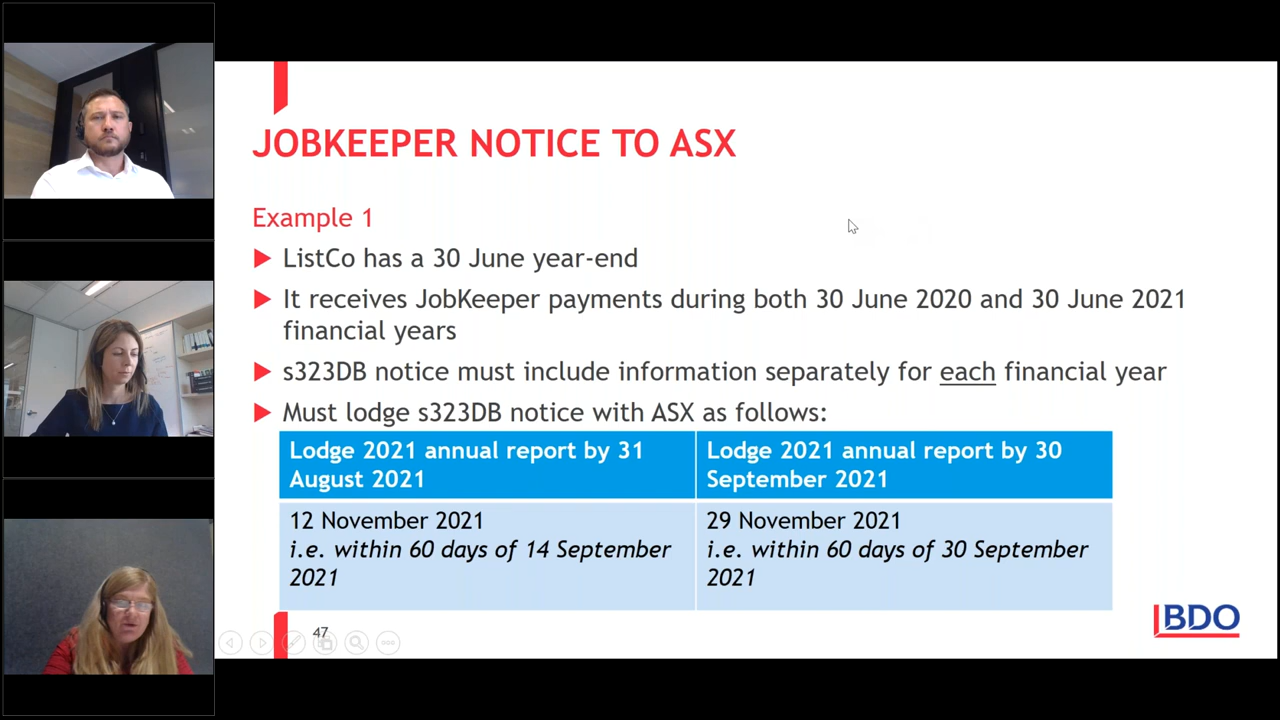 JOBKEEPER NOTICE TO ASX
Example 1
ListCo has a 30 June year-end
It receives JobKeeper payments during both 30 June 2020 and 30 June 2021
financial years
s323DB notice must include information separately for each financial year
Must lodge s323DB notice with ASX as follows:
Lodge 2021 annual report by 31
August 2021
Lodge 2021 annual report by 30
September 2021
12 November 2021
i.e. within 60 days of 14 September
2021
29 November 2021
i.e. within 60 days of 30 September
2021
47
BDO